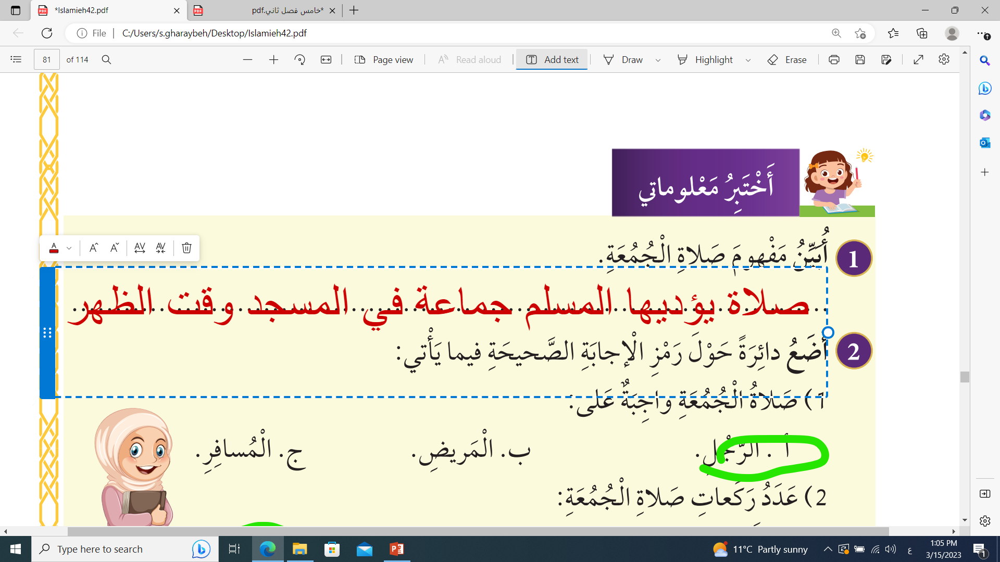 *Islamieh42.pdf
*خامس فصل ثاني.pdf
File
C:/Users/s.gharaybeh/Desktop/Islamieh42.pdf
81 of 114
Page view
Read aloud
Add text
Draw
Highlight
Erase
أَخْتَبِرُ مَعْلوماتي
1 أُبَيِّنُ مَفْهومَ صَلاةِ الْجُمُعَةِ.
صلاة يؤديها المسلم جماعة في المسجد وقت الظهر
2 أَضَعُ دائِرَةً حَوْلَ رَمْزِ الْإجابَةِ الصَّحيحَةِ فيما يَأْتي:
1) صَلاةُ الْجُمُعَةِ واجِبَةٌ عَلى:
أ . الرَّجُلِ. ب. الْمَريضِ. ج. الْمُسافِرِ.
2) عَدَدُ رَكَعاتِ صَلاةِ الْجُمُعَةِ:
Type here to search
11°C Partly sunny
ع
1:05 PM
3/15/2023
1